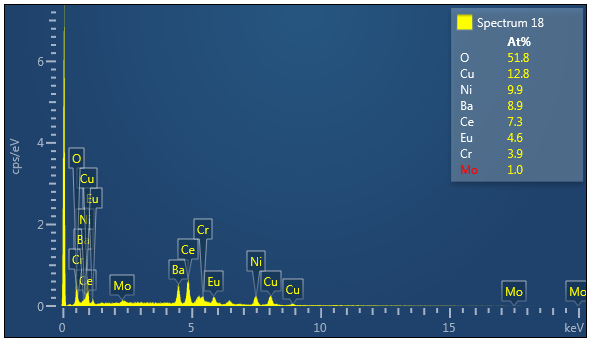 Spectrum 18
At%
O 51.8
Cu 12.8
Ni 9.9
Ba 8.9
Ce 7.3
Eu 4.6
Cr 3.9
Mo 1.0
cps/eV
6
4
2
0
O
Cu
Eu
Ni
Ba
Cr
Ce
Mo
Ba
Ce
Cr
Eu
Ni
Cu
Cu
Mo
Mo
0 5 10 15 keV